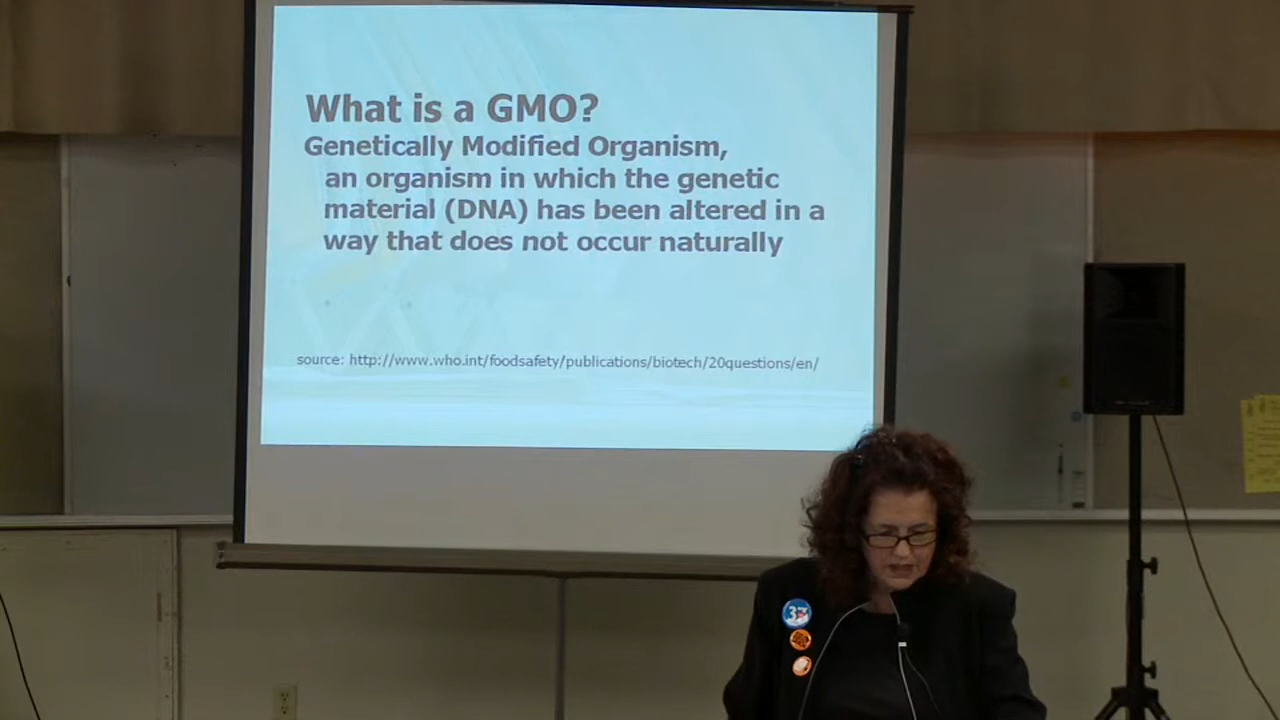 What is a GMO?
Genetically Modified Organism,
an organism in which the genetic
material (DNA) has been altered in a
way that does not occur naturally
source: http://www.who.int/foodsafety/publications/biotech/20questions/en/
37